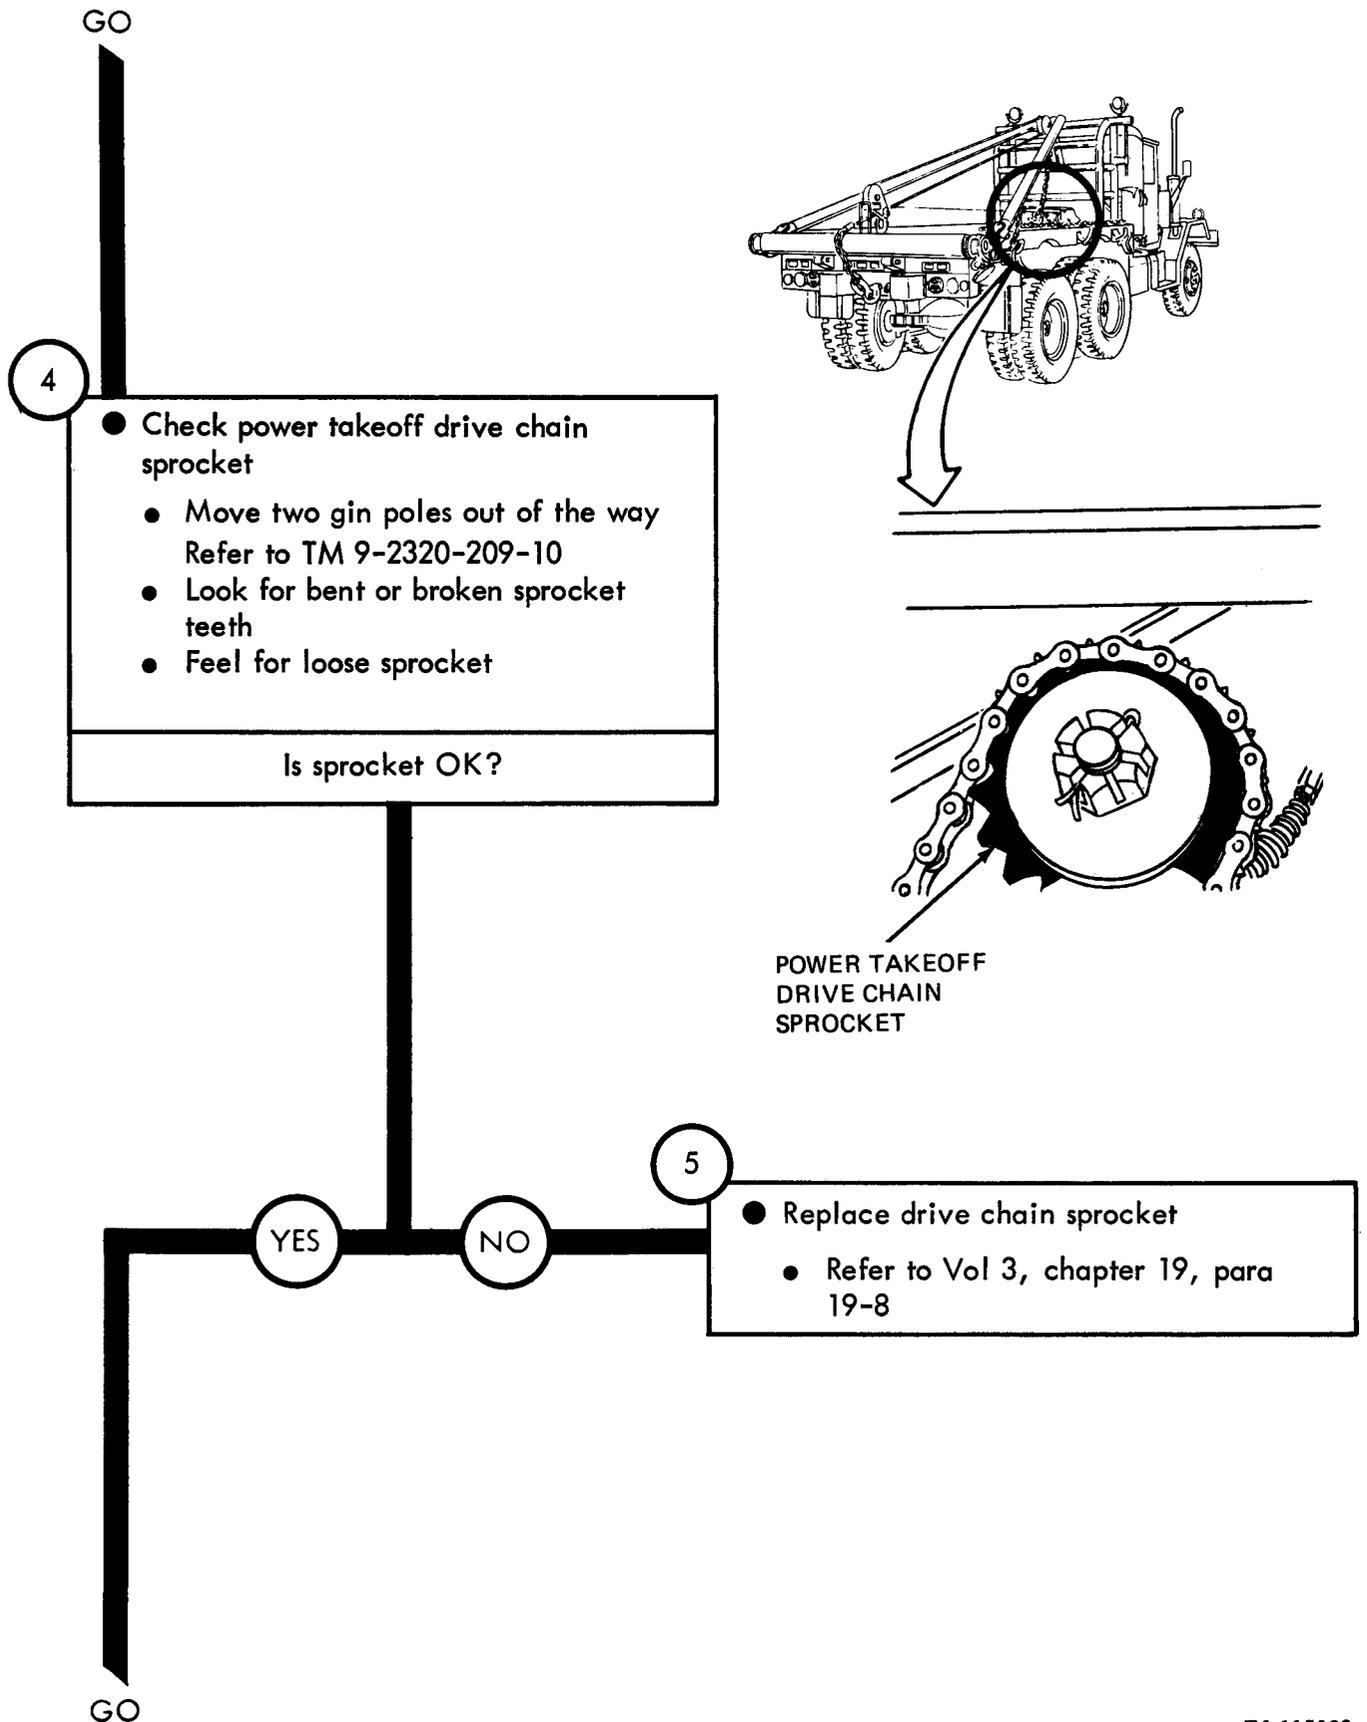 GO
4
● Check power takeoff drive chain
sprocket
● Move two gin poles out of the way
Refer to TM 9-2320-209-10
● Look for bent or broken sprocket
teeth
● Feel for loose sprocket
Is sprocket OK?
POWER TAKEOFF
DRIVE CHAIN
SPROCKET
YES
NO
5
● Replace drive chain sprocket
● Refer to Vol 3, chapter 19, para
19-8
GO